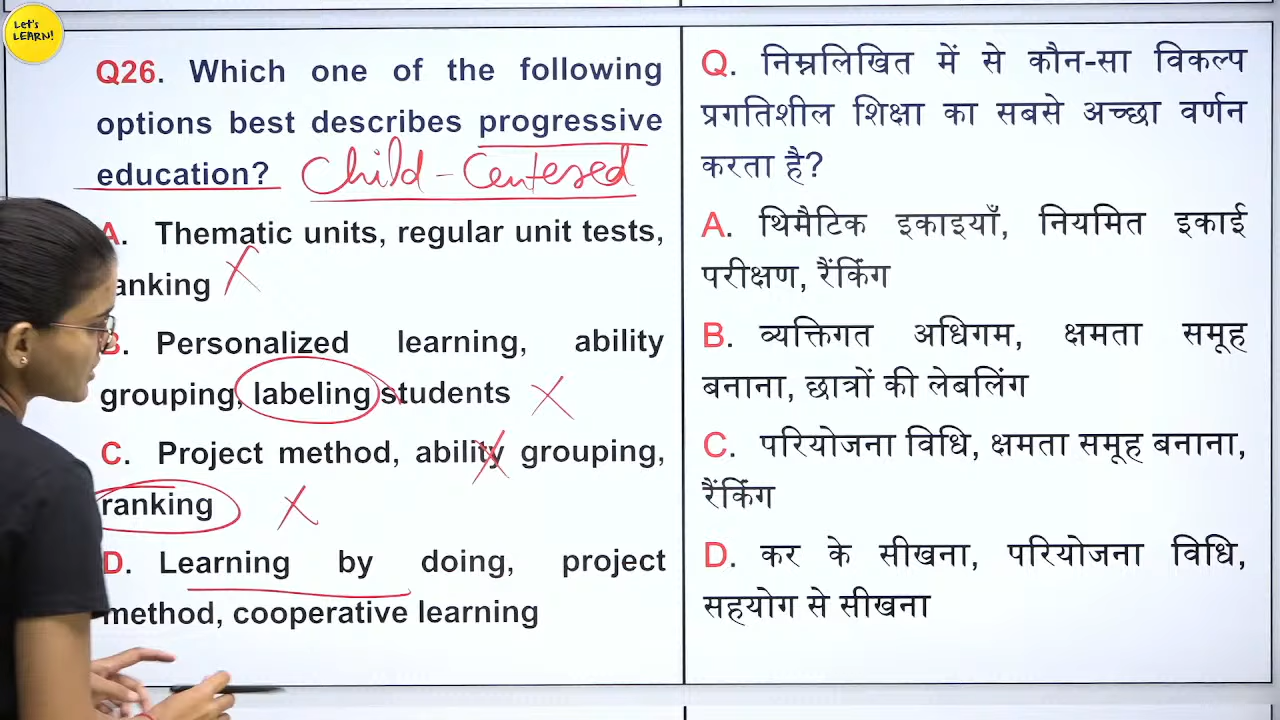 Let's
LEARN!
Q26. Which one of the following
options best describes progressive
education? Child-Centered
A. Thematic units, regular unit tests,
ranking
B. Personalized learning, ability
grouping, labeling students
C. Project method, ability grouping,
ranking
D. Learning by doing, project
method, cooperative learning
Q. निम्नलिखित में से कौन-सा विकल्प
प्रगतिशील शिक्षा का सबसे अच्छा वर्णन
करता है?
A. थिमैटिक इकाइयाँ, नियमित इकाई
परीक्षण, रैंकिंग
B. व्यक्तिगत अधिगम, क्षमता समूह
बनाना, छात्रों की लेबलिंग
C. परियोजना विधि, क्षमता समूह बनाना,
रैंकिंग
D. कर के सीखना, परियोजना विधि,
सहयोग से सीखना